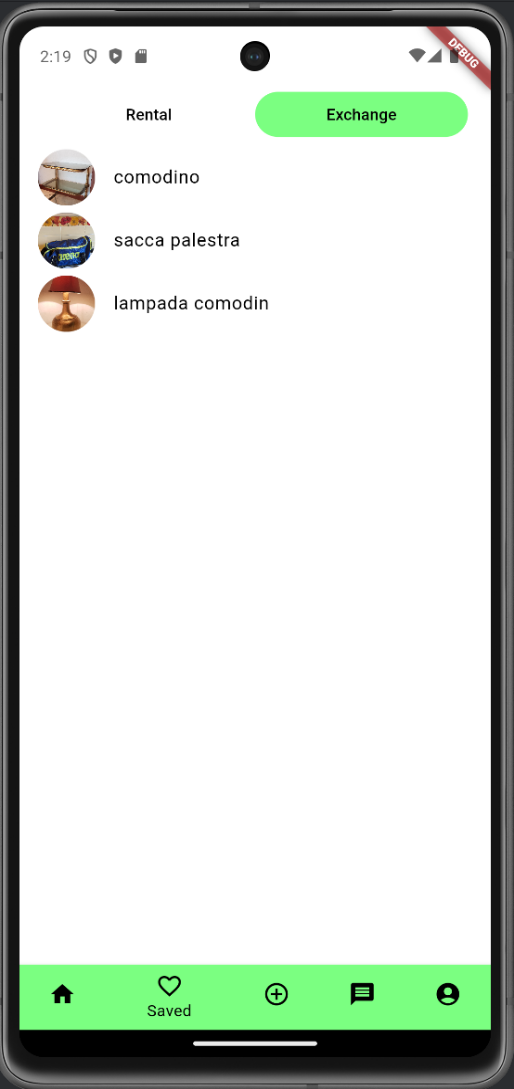 2:19
DEBUG
Rental
Exchange
comodino
sacca palestra
lampada comodin
Saved